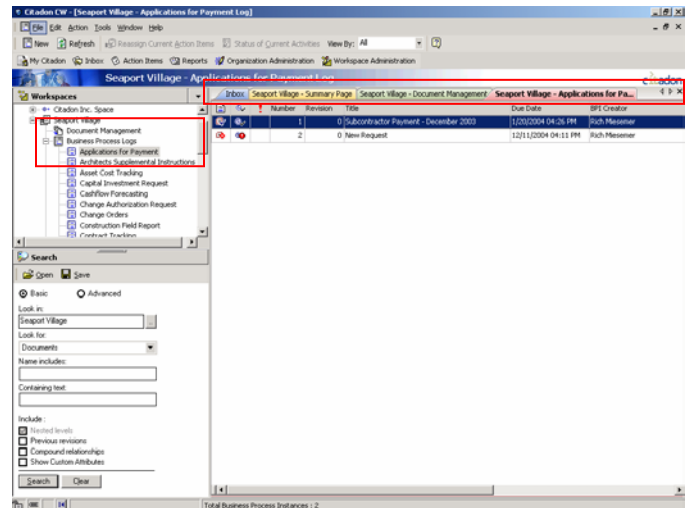 Citadon CW - [Seaport Village - Applications for Payment Log]
File Edit Action Tools Window Help
New Refresh Reassign Current Action Items Status of Current Activities View By: All
My Citadon Inbox Action Items Reports Organization Administration Workspace Administration
Seaport Village - Applications for Payment Log
Workspaces
Inbox Seaport Village - Summary Page Seaport Village - Document Management Seaport Village - Applications for Pa...
Citadon Inc. Space
Seaport Village
Document Management
Business Process Logs
Applications for Payment
Architects Supplemental Instructions
Asset Cost Tracking
Capital Investment Request
Cashflow Forecasting
Change Authorization Request
Change Orders
Construction Field Report
Contract Tracking
Number Revision Title Due Date BPI Creator
1 0 Subcontractor Payment - December 2003 1/20/2004 04:26 PM Rich Miesemer
2 0 New Request 12/11/2004 04:11 PM Rich Miesemer
Search
Open Save
Basic Advanced
Look in:
Seaport Village ...
Look for:
Documents
Name includes:
Containing text:
Include :
Nested levels
Previous revisions
Compound relationships
Show Custom Attributes
Search Clear
Total Business Process Instances : 2